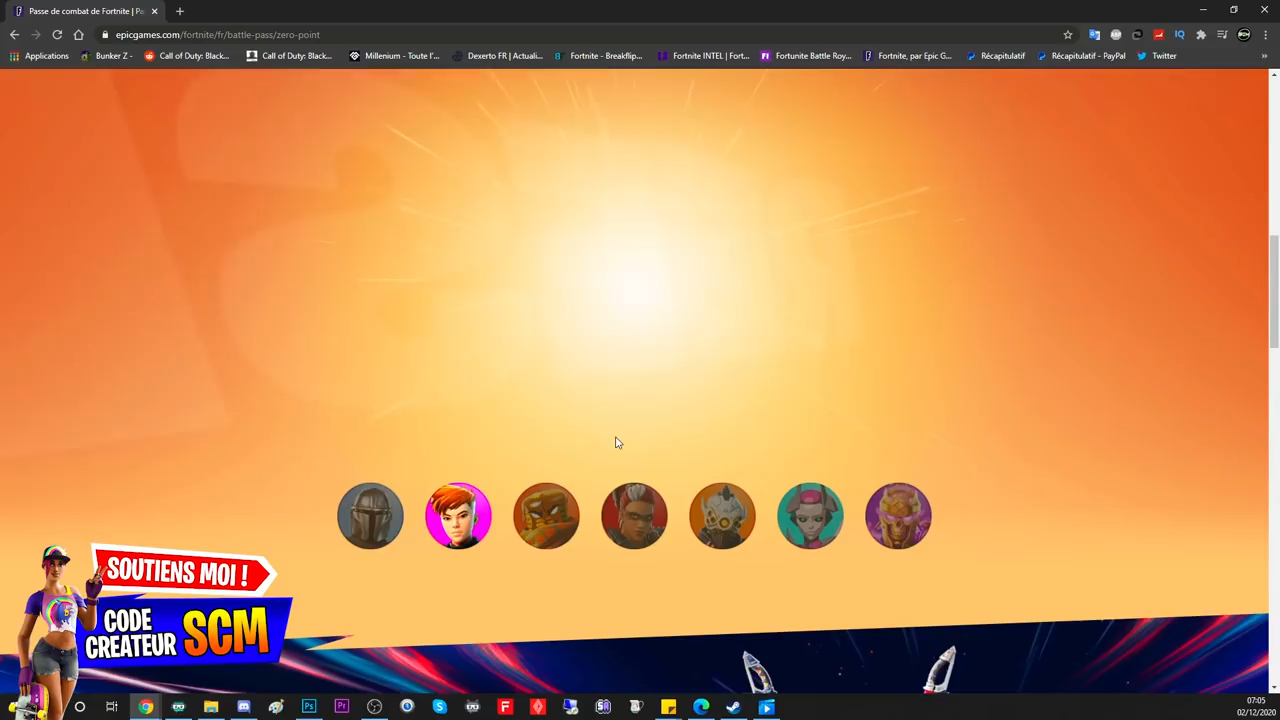 Passe de combat de Fortnite | Pa
epicgames.com/fortnite/fr/battle-pass/zero-point
Applications
Bunker Z -
Call of Duty: Black...
Call of Duty: Black...
Millenium - Toute l'...
Dexerto FR | Actuali...
Fortnite - Breakflip...
Fortnite INTEL | Fort...
Fortunite Battle Roy...
Fortnite, par Epic G...
Récapitulatif
Récapitulatif - PayPal
Twitter
SOUTIENS MOI !
CODE
CREATEUR SCM
07:05
02/12/2020